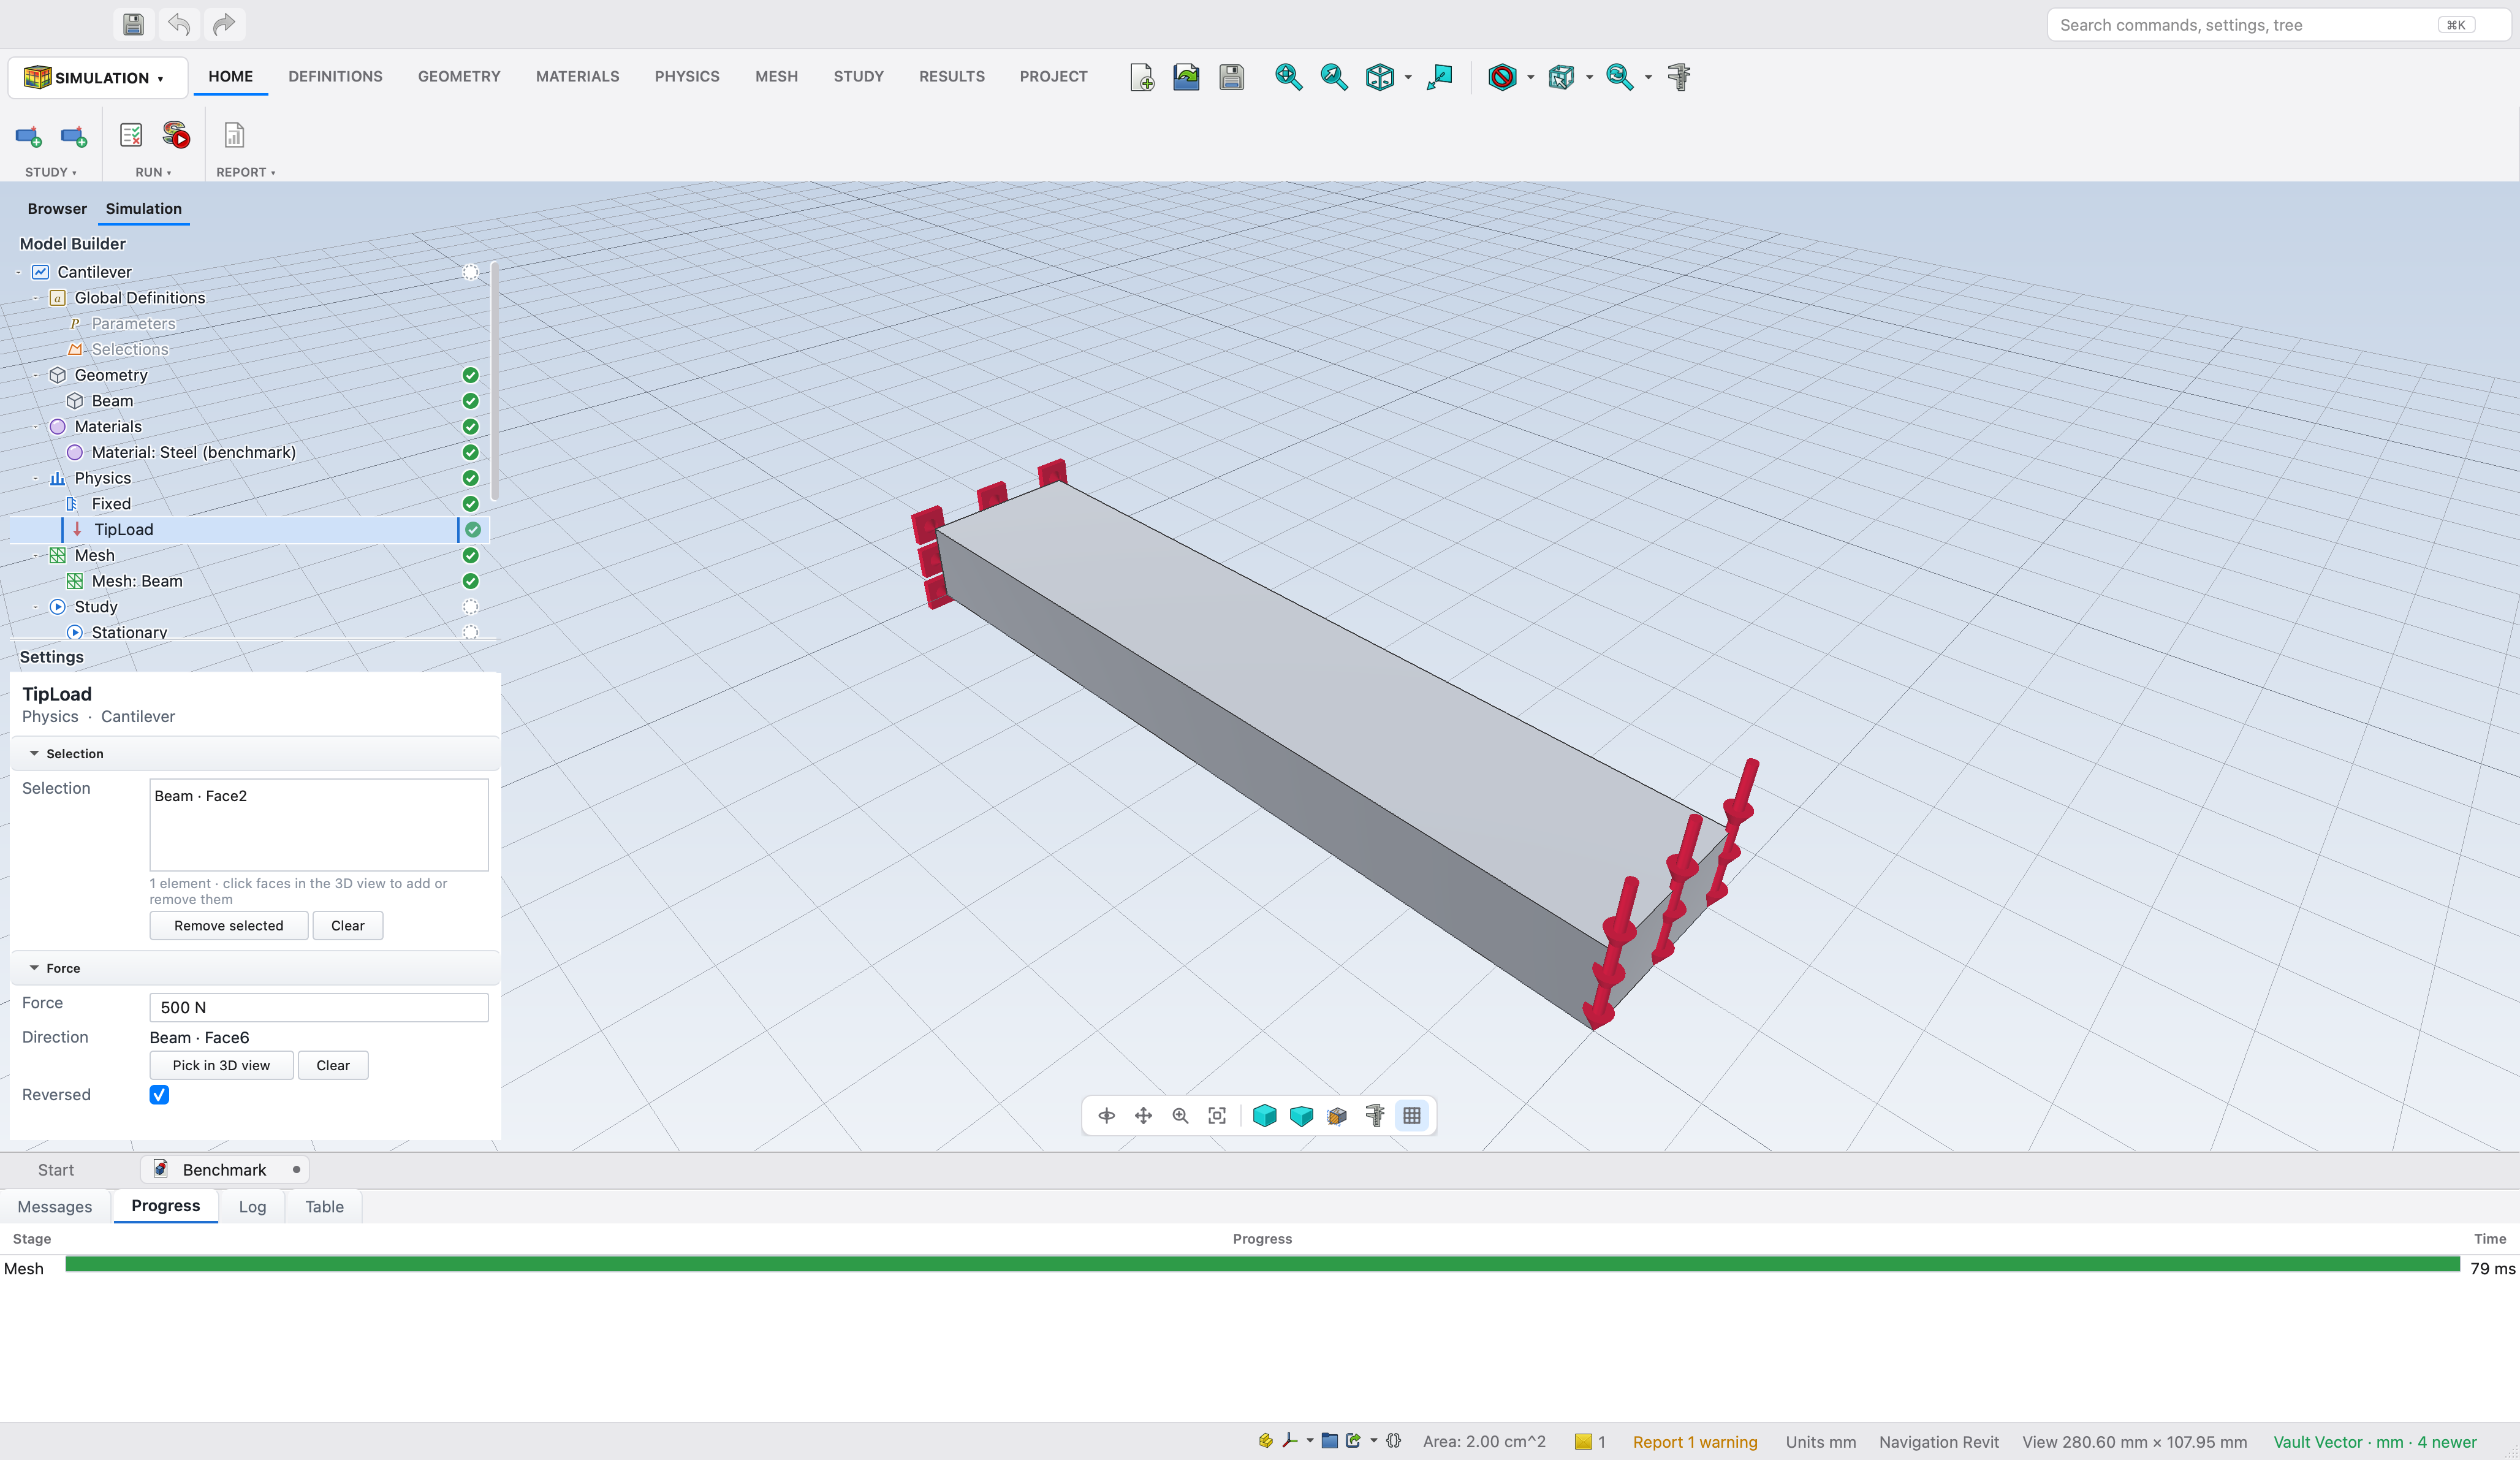 Search commands, settings, tree ⌘K
SIMULATION
HOME DEFINITIONS GEOMETRY MATERIALS PHYSICS MESH STUDY RESULTS PROJECT
STUDY RUN REPORT
Browser Simulation
Model Builder
Cantilever
a Global Definitions
P Parameters
Selections
Geometry
Beam
Materials
Material: Steel (benchmark)
Physics
Fixed
TipLoad
Mesh
Mesh: Beam
Study
Stationary
Settings
TipLoad
Physics · Cantilever
Selection
Selection
Beam · Face2
1 element · click faces in the 3D view to add or
remove them
Remove selected Clear
Force
Force 500 N
Direction Beam · Face6
Pick in 3D view Clear
Reversed
Start Benchmark
Messages Progress Log Table
Stage Progress Time
Mesh 79 ms
Area: 2.00 cm^2 1 Report 1 warning Units mm Navigation Revit View 280.60 mm × 107.95 mm Vault Vector · mm · 4 newer